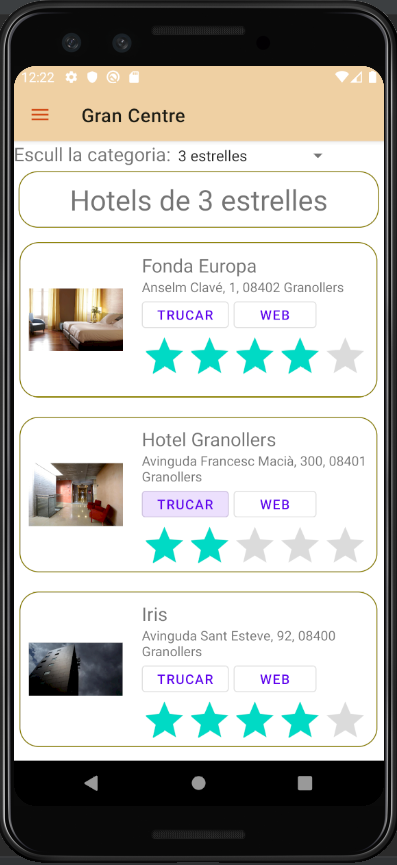 12:22
Gran Centre
Escull la categoria: 3 estrelles
Hotels de 3 estrelles
Fonda Europa
Anselm Clavé, 1, 08402 Granollers
TRUCAR WEB
Hotel Granollers
Avinguda Francesc Macià, 300, 08401
Granollers
TRUCAR WEB
Iris
Avinguda Sant Esteve, 92, 08400
Granollers
TRUCAR WEB